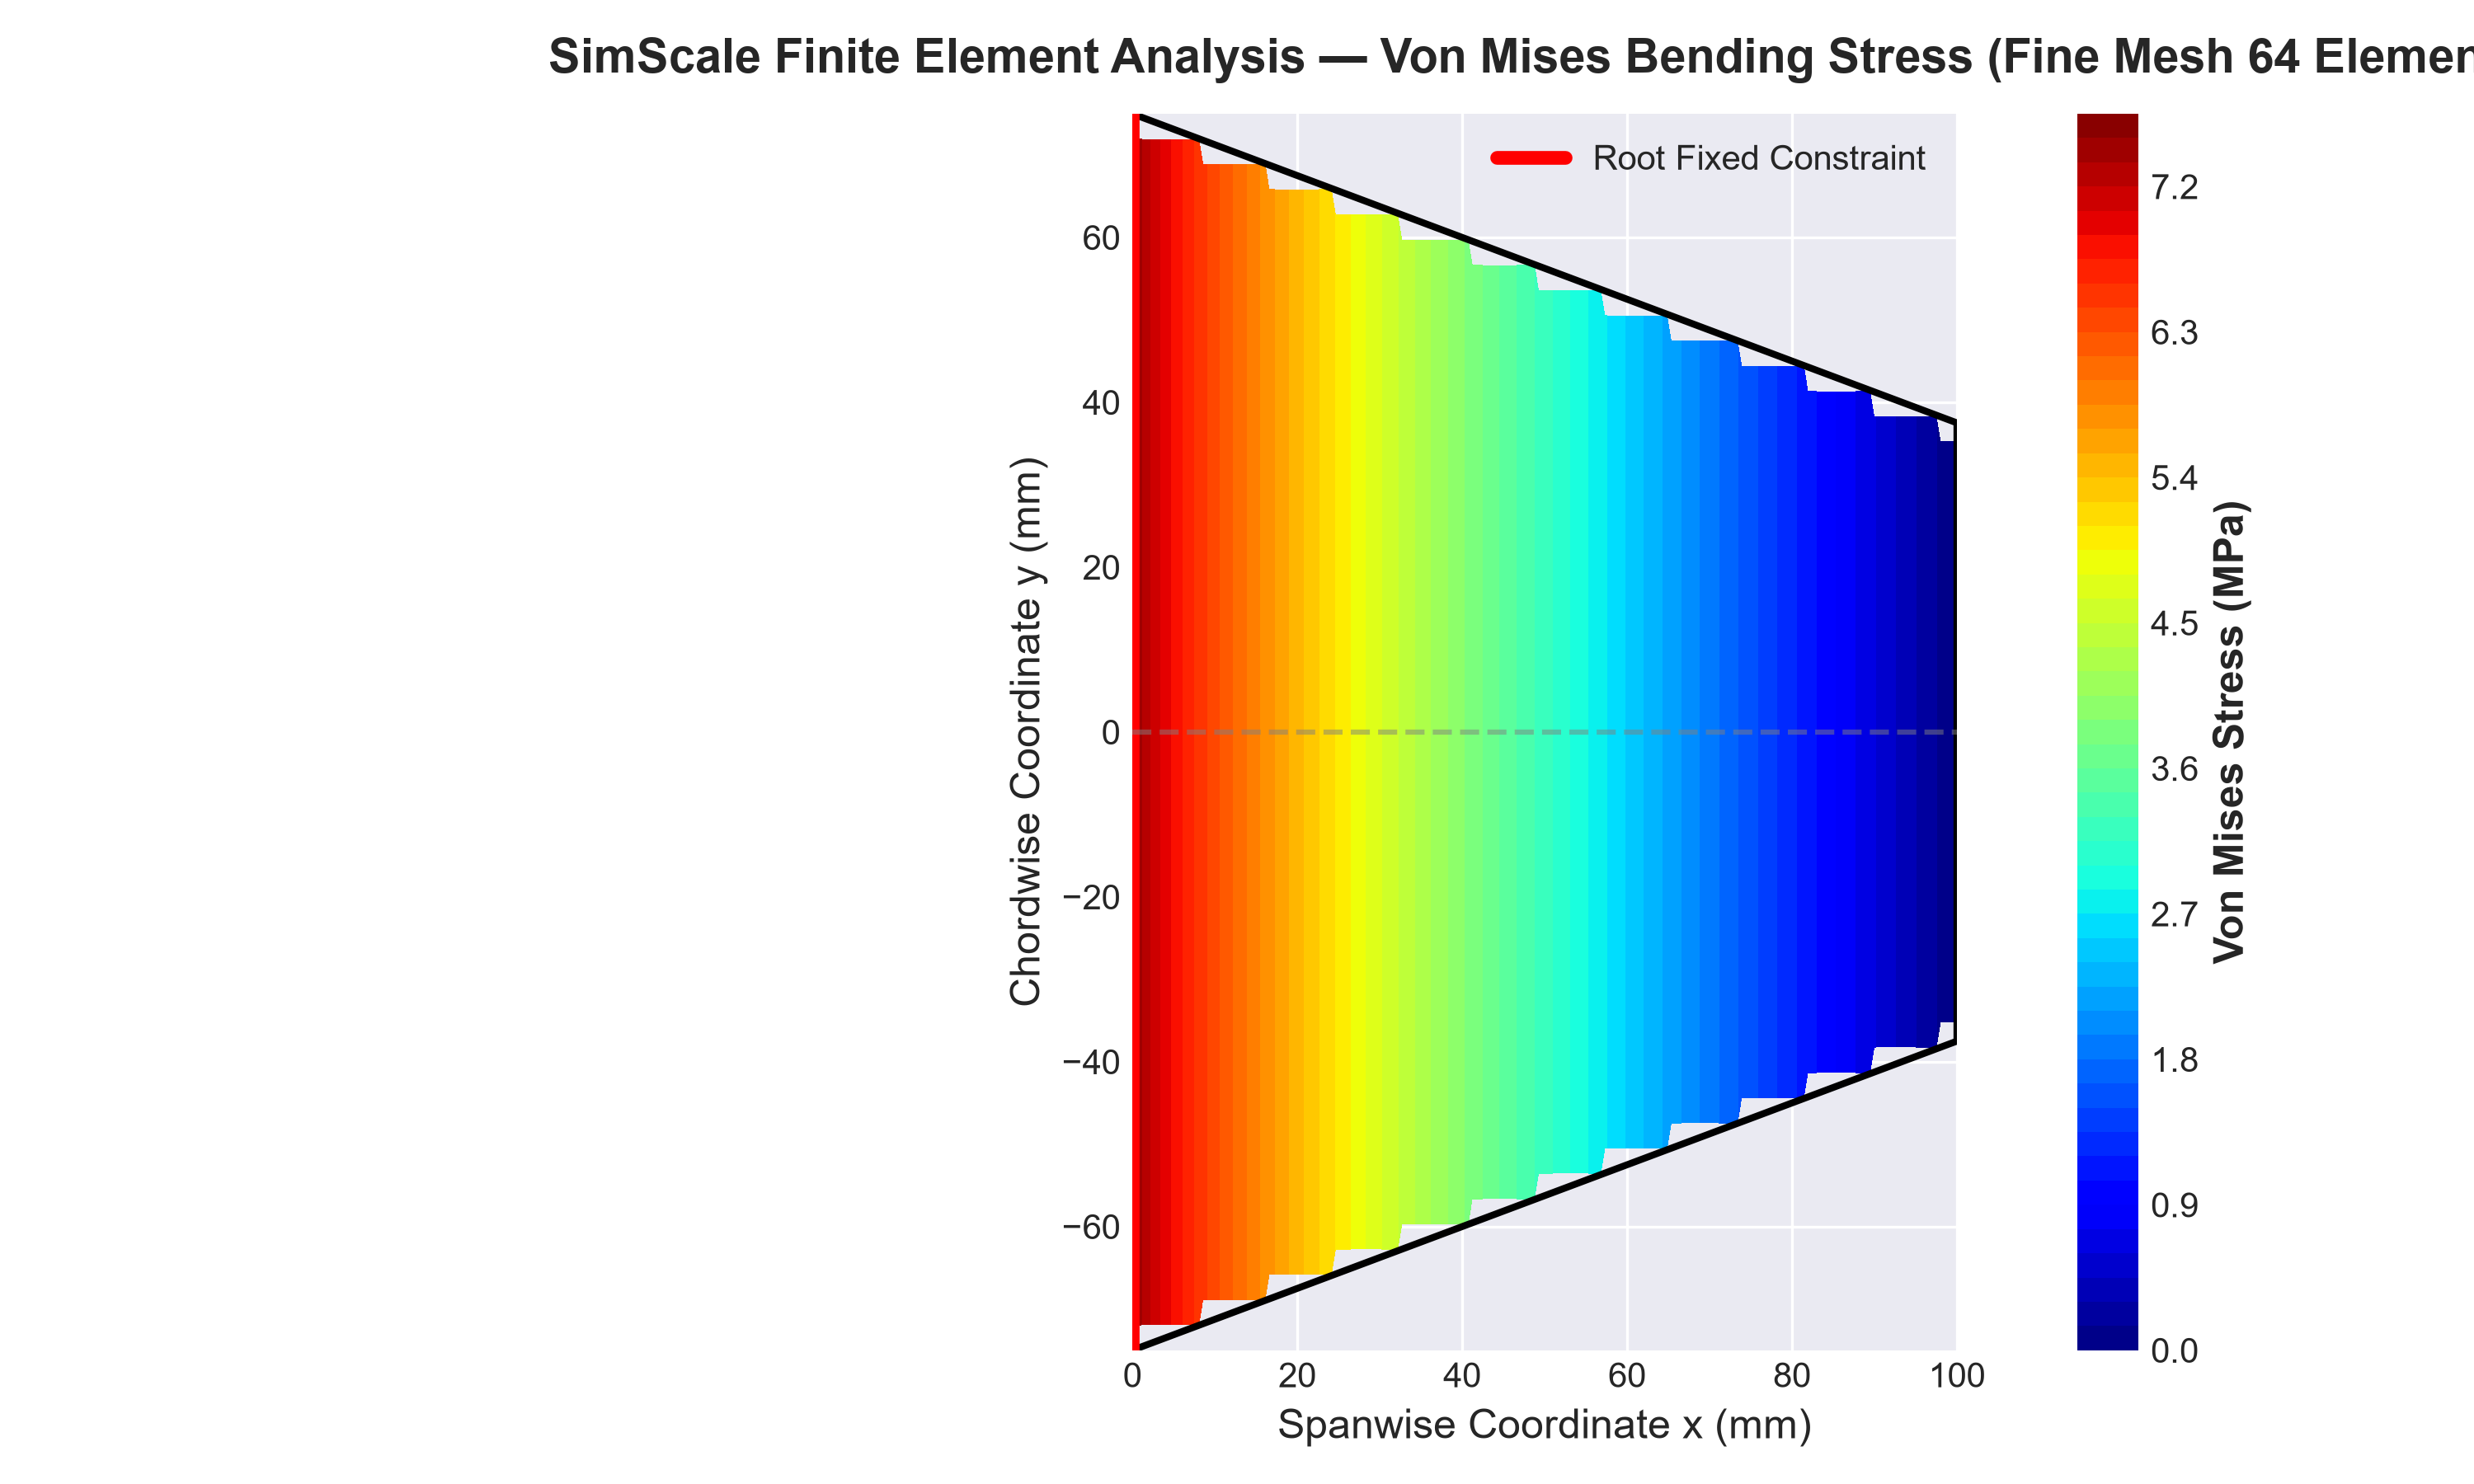 SimScale Finite Element Analysis — Von Mises Bending Stress (Fine Mesh 64 Elemen
Root Fixed Constraint
60
40
20
0
−20
−40
−60
Chordwise Coordinate y (mm)
0 20 40 60 80 100
Spanwise Coordinate x (mm)
7.2
6.3
5.4
4.5
3.6
2.7
1.8
0.9
0.0
Von Mises Stress (MPa)